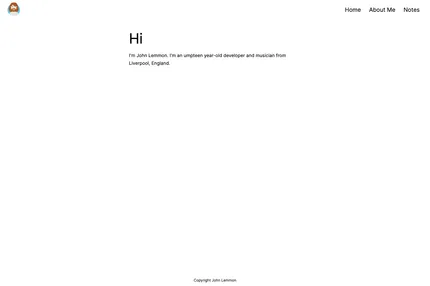 Home About Me Notes
Hi
I'm John Lemmon. I'm an umpteen year-old developer and musician from
Liverpool, England.
Copyright John Lemmon